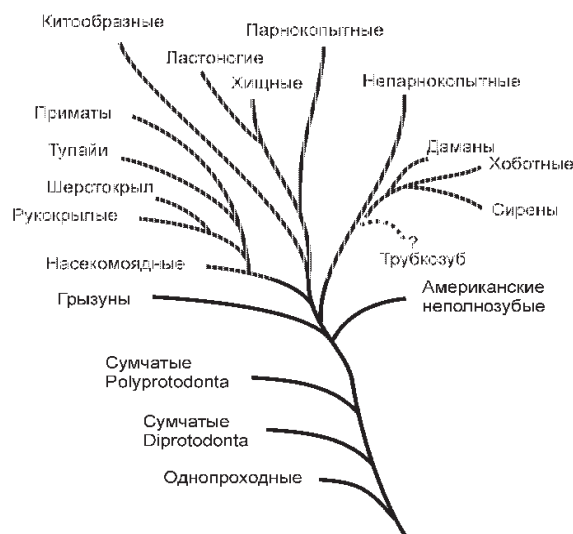 Китообразные
Парнокопытные
Ластоногие
Хищные
Непарнокопытные
Приматы
Тупайи
Даманы
Хоботные
Шерстокрыл
Рукокрылые
Сирены
?
Трубкозуб
Насекомоядные
Американские
неполнозубые
Грызуны
Сумчатые
Polyprotodonta
Сумчатые
Diprotodonta
Однопроходные